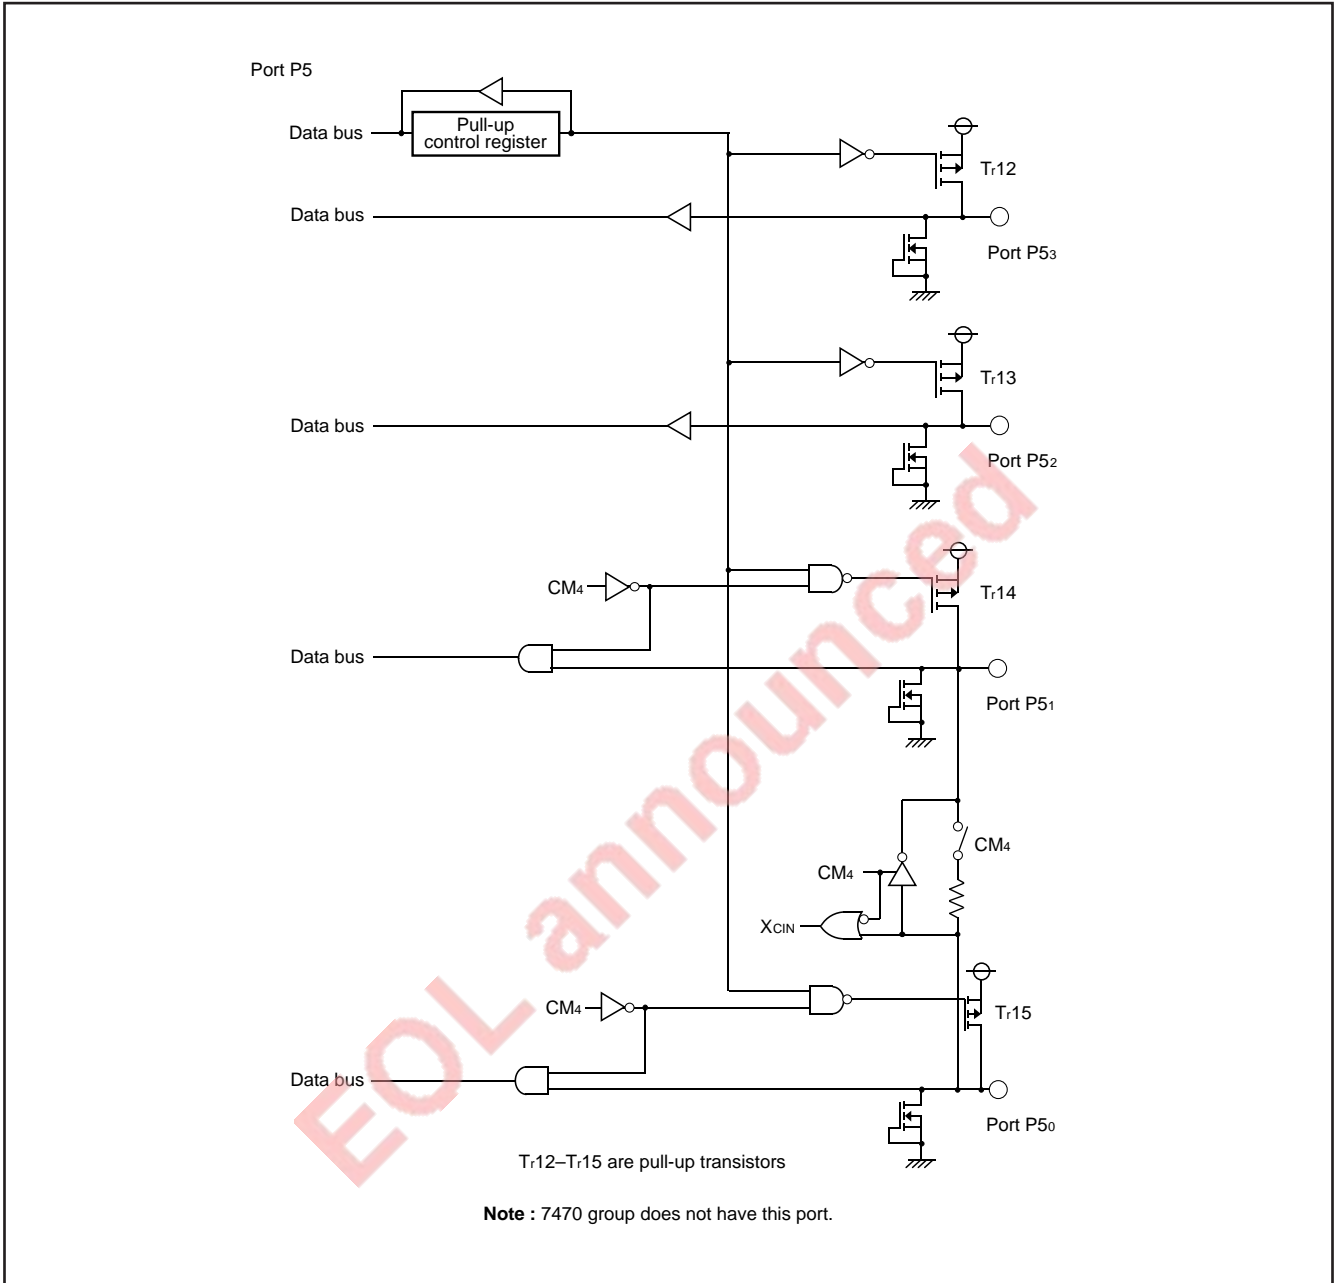 Port P5
Data bus
Pull-up
control register
Tr12
Data bus
Port P53
Tr13
Data bus
Port P52
CM4
Tr14
Data bus
Port P51
CM4
CM4
XCIN
CM4
Tr15
Data bus
Port P50
Tr12–Tr15 are pull-up transistors
Note : 7470 group does not have this port.
EOL announced